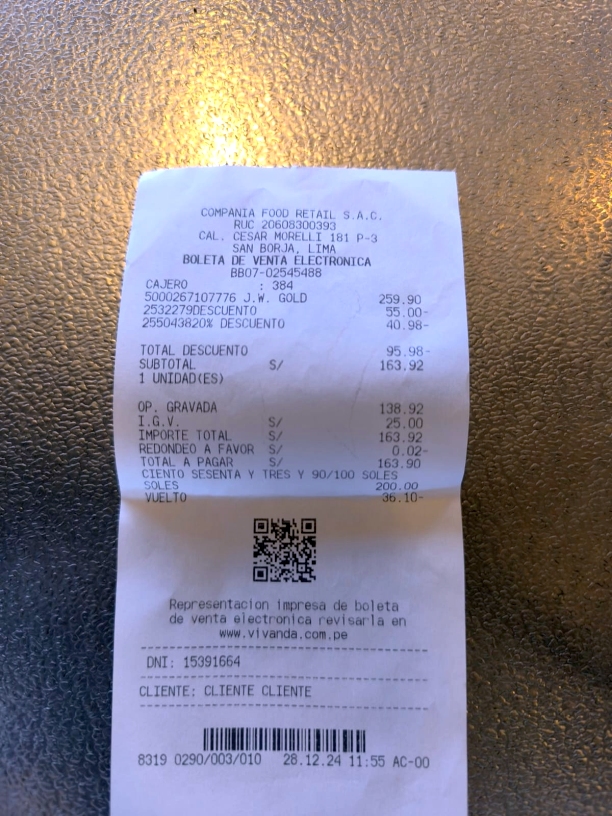 COMPANIA FOOD RETAIL S.A.C.
RUC 20608300393
CAL. CESAR MORELLI 181 P-3
SAN BORJA, LIMA
BOLETA DE VENTA ELECTRONICA
BB07-02545488
CAJERO : 384
5000267107776 J.W. GOLD 259.90
2532279DESCUENTO 55.00-
255043820% DESCUENTO 40.98-
TOTAL DESCUENTO 95.98-
SUBTOTAL S/ 163.92
1 UNIDAD(ES)
OP. GRAVADA 138.92
I.G.V. S/ 25.00
IMPORTE TOTAL S/ 163.92
REDONDEO A FAVOR S/ 0.02-
TOTAL A PAGAR S/ 163.90
CIENTO SESENTA Y TRES Y 90/100 SOLES
SOLES 200.00
VUELTO 36.10-
Representacion impresa de boleta
de venta electronica revisarla en
www.vivanda.com.pe
DNI: 15391664
CLIENTE: CLIENTE CLIENTE
8319 0290/003/010 28.12.24 11:55 AC-00